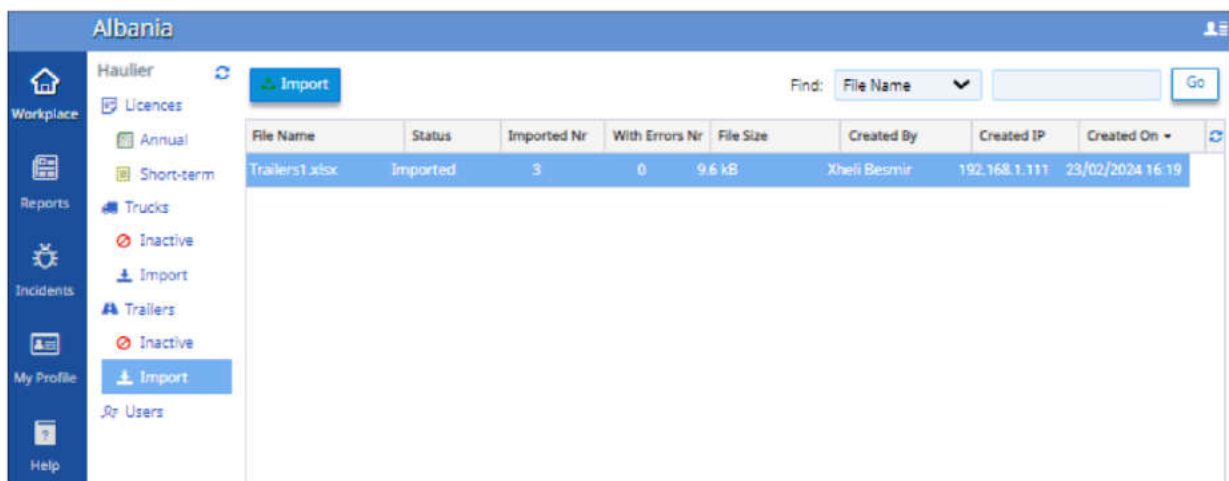 Albania
Workplace
Reports
Incidents
My Profile
Help
Haulier
Licences
Annual
Short-term
Trucks
Inactive
Import
Trailers
Inactive
Import
Users
Import
Find: File Name Go
File Name Status Imported Nr With Errors Nr File Size Created By Created IP Created On
Trailers1.xlsx Imported 3 0 9.6 kB Xheli Besmir 192.168.1.111 23/02/2024 16:19